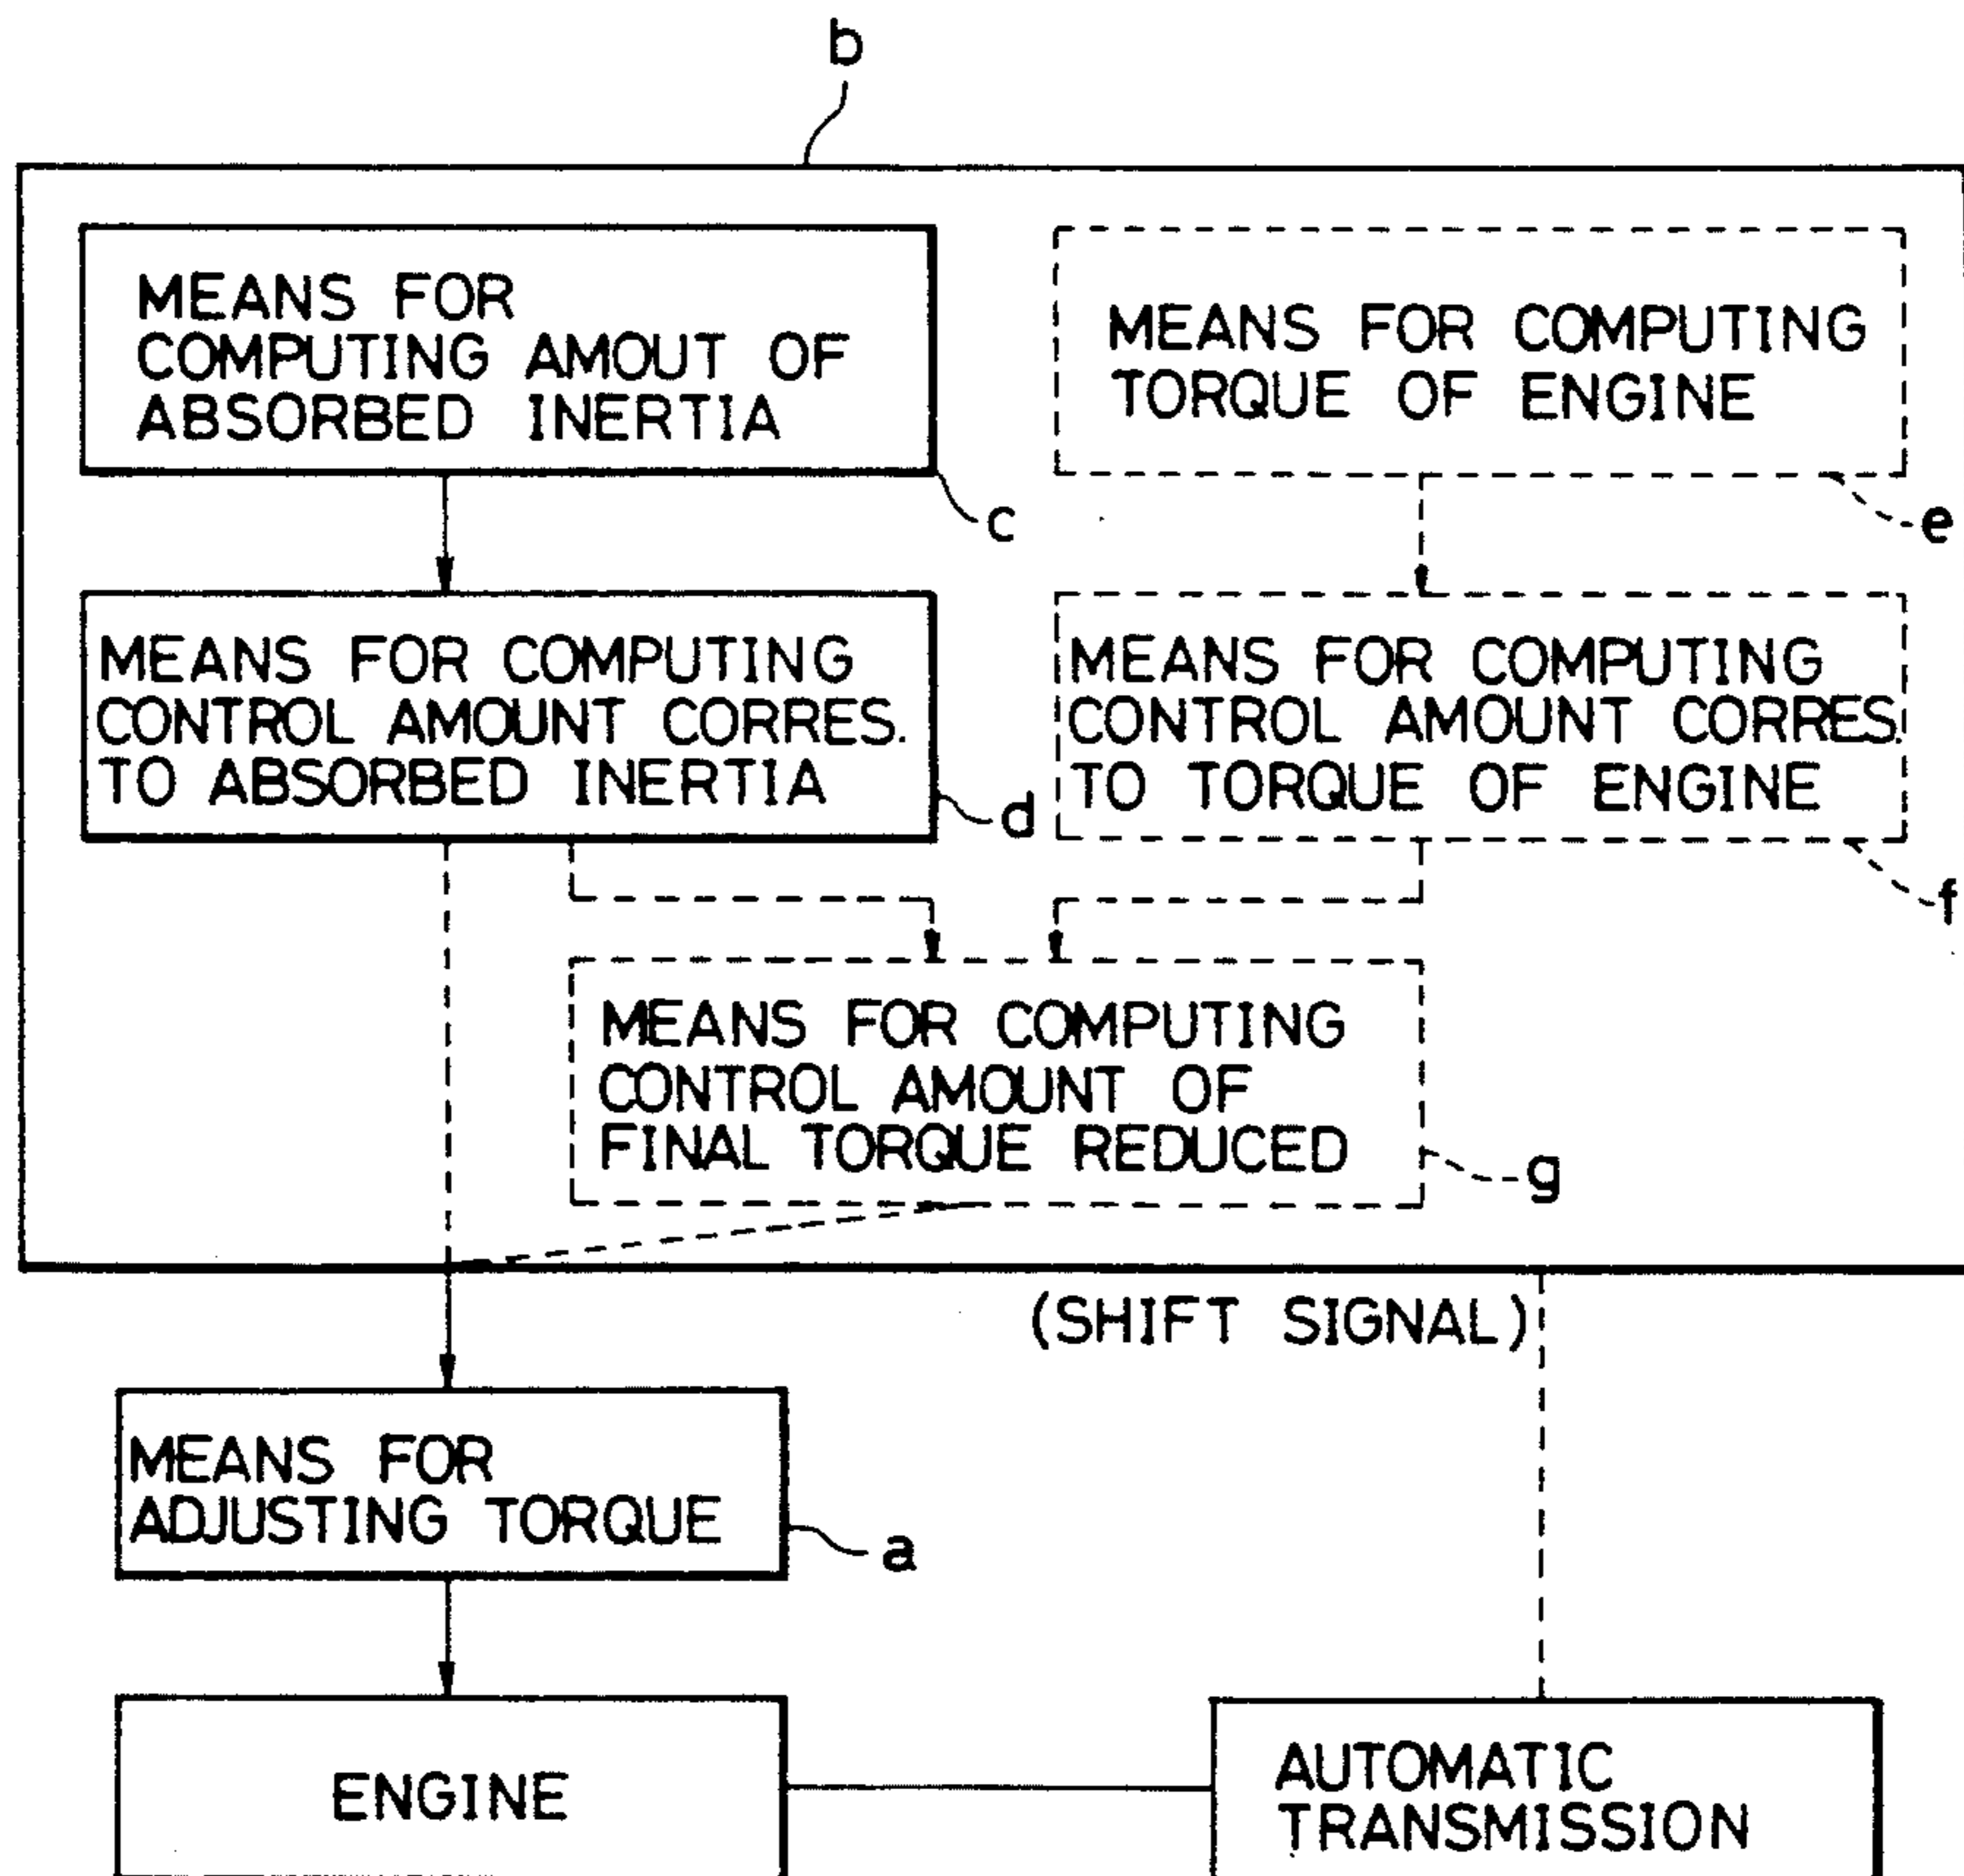 b
MEANS FOR
COMPUTING AMOUT OF
ABSORBED INERTIA
c
MEANS FOR COMPUTING
TORQUE OF ENGINE
e
MEANS FOR COMPUTING
CONTROL AMOUNT CORRES.
TO ABSORBED INERTIA
d
MEANS FOR COMPUTING
CONTROL AMOUNT CORRES.
TO TORQUE OF ENGINE
f
MEANS FOR COMPUTING
CONTROL AMOUNT OF
FINAL TORQUE REDUCED
g
(SHIFT SIGNAL)
MEANS FOR
ADJUSTING TORQUE
a
ENGINE
AUTOMATIC
TRANSMISSION